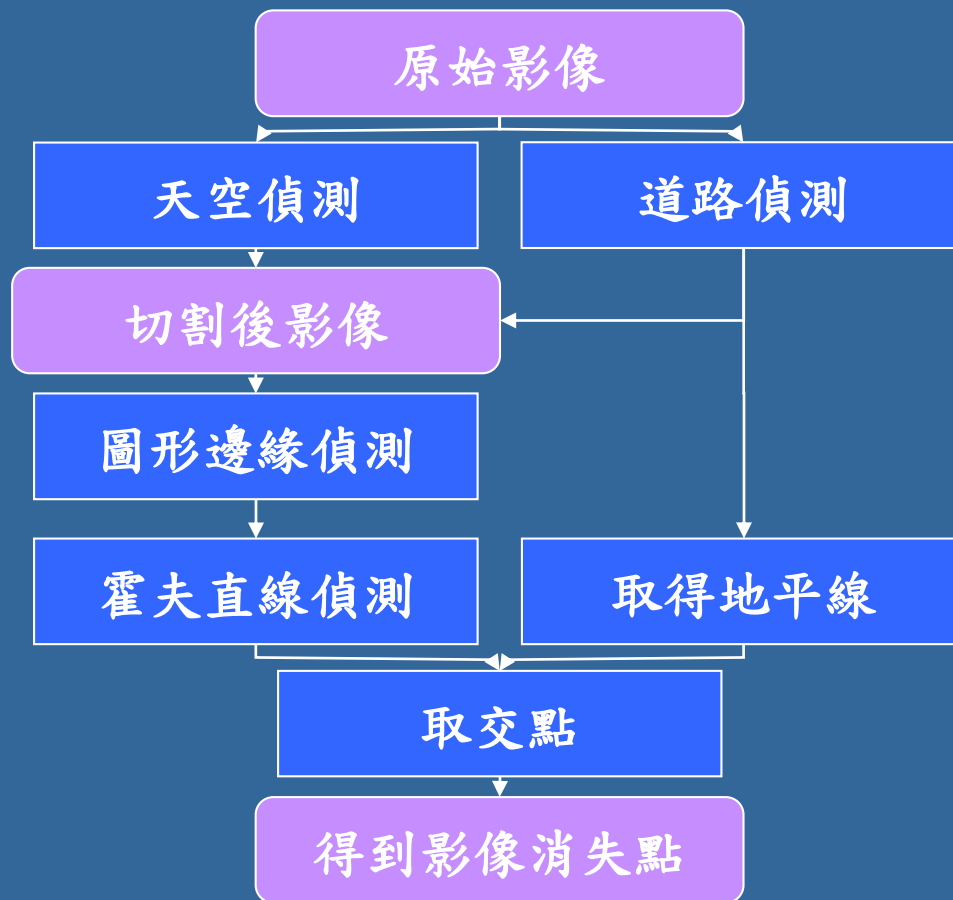 原始影像
天空偵測
道路偵測
切割後影像
圖形邊緣偵測
霍夫直線偵測
取得地平線
取交點
得到影像消失點